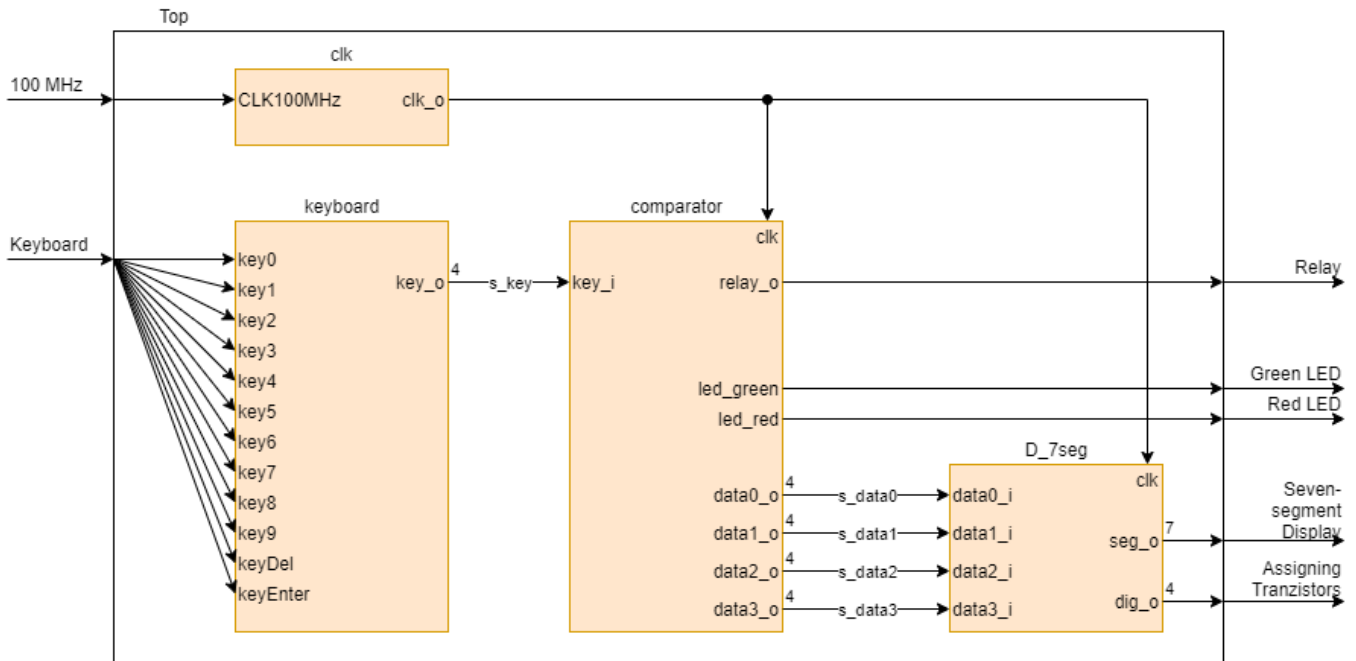 Top
clk
100 MHz
CLK100MHz
clk_o
keyboard
comparator
Keyboard
clk
key0
key1
key2
key3
key4
key5
key6
key7
key8
key9
keyDel
keyEnter
key_o
4
s_key
key_i
relay_o
Relay
led_green
Green LED
led_red
Red LED
D_7seg
clk
data0_o
4
s_data0
data0_i
data1_o
4
s_data1
data1_i
data2_o
4
s_data2
data2_i
data3_o
4
s_data3
data3_i
seg_o
7
Seven-
segment
Display
dig_o
4
Assigning
Tranzistors